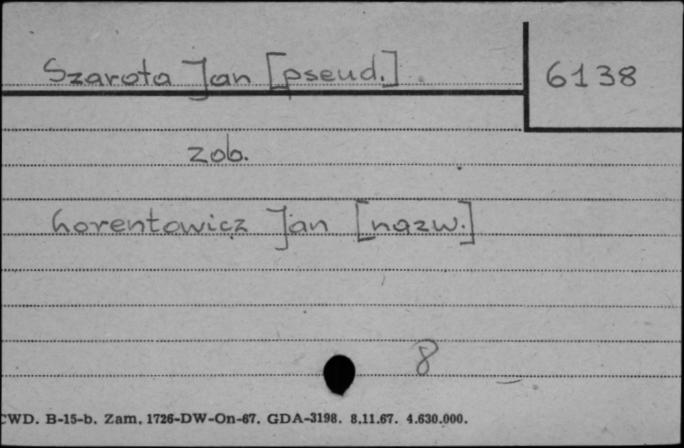 Szarota Jan [pseud.]
6138
zob.
Lorentowicz Jan [nazw.]
8
CWD. B-15-b. Zam. 1726-DW-On-67. GDA-3198. 8.11.67. 4.630.000.